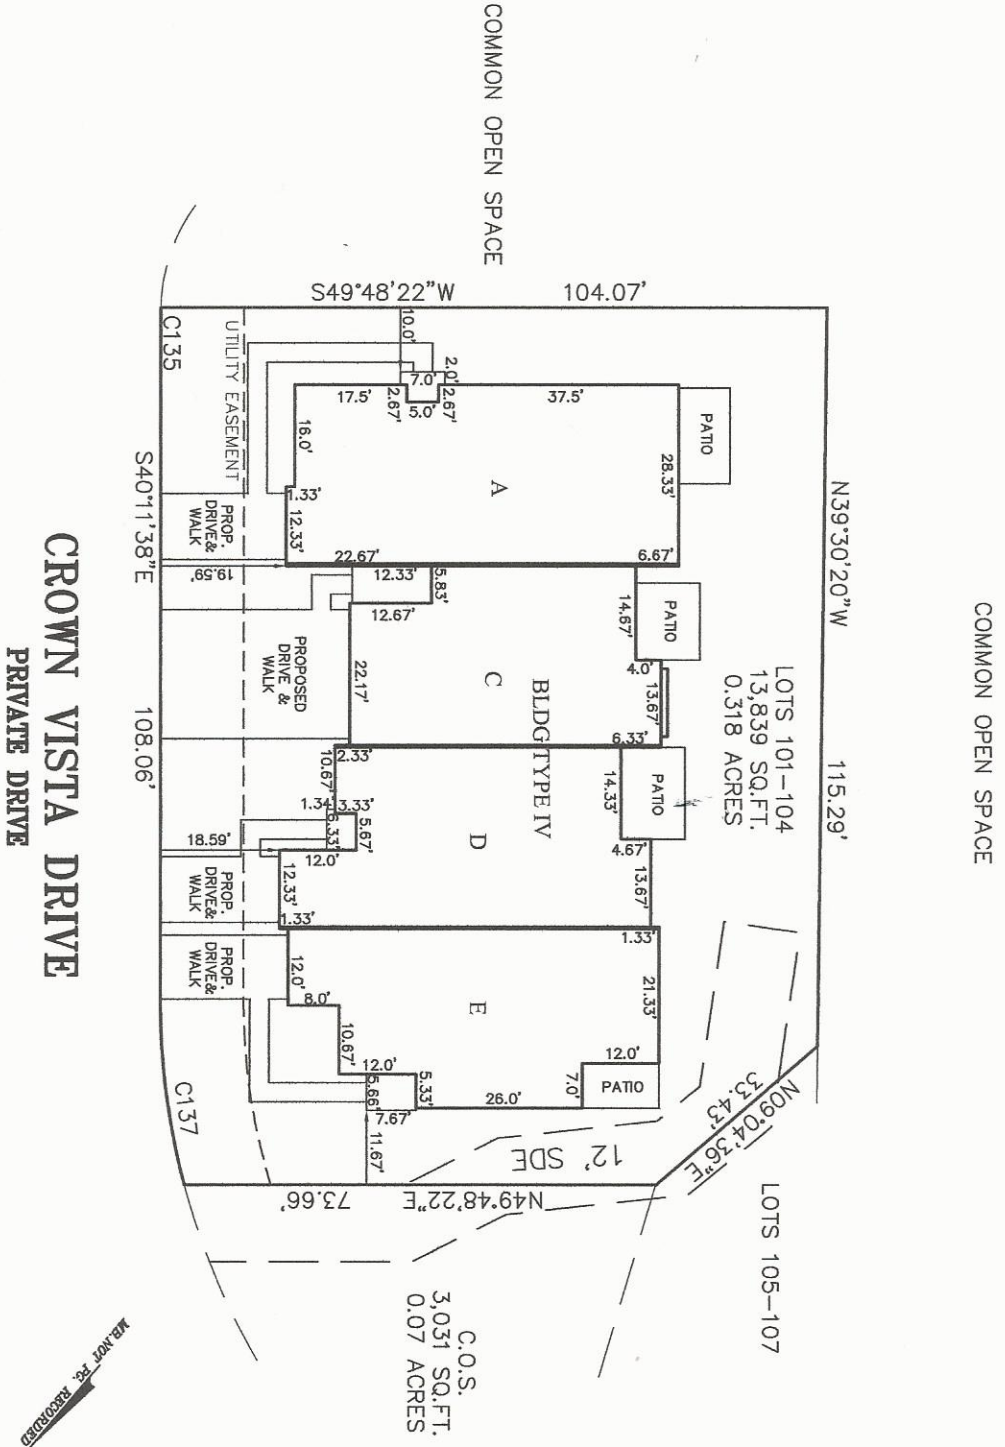 COMMON OPEN SPACE
COMMON OPEN SPACE
S49°48'22"W 104.07'
N39°30'20"W 115.29'
LOTS 101-104
13,839 SQ.FT.
0.318 ACRES
N09°04'36"E
33.43'
LOTS 105-107
12' SDE
N49°48'22"E
73.66'
C.O.S.
3,031 SQ.FT.
0.07 ACRES
PATIO
PATIO
PATIO
PATIO
BLDGTYPE IV
A
C
D
E
10.0'
2.0'
7.0'
17.5'
2.67'
5.0'
2.67'
37.5'
28.33'
6.67'
16.0'
1.33'
12.33'
22.67'
19.59'
12.33'
5.83'
12.67'
22.17'
14.67'
4.0'
13.67'
6.33'
2.33'
10.67'
1.34'
3.33'
6.33'
5.67'
12.0'
18.59'
12.33'
1.33'
14.33'
4.67'
13.67'
1.33'
12.0'
8.0'
10.67'
12.0'
5.33'
5.66'
7.67'
11.67'
26.0'
7.0'
12.0'
21.33'
UTILITY EASEMENT
PROP.
DRIVE&
WALK
PROPOSED
DRIVE &
WALK
PROP.
DRIVE&
WALK
PROP.
DRIVE&
WALK
C135
S40°11'38"E 108.06'
C137
CROWN VISTA DRIVE
PRIVATE DRIVE
MB.NOT PG. RECORDED